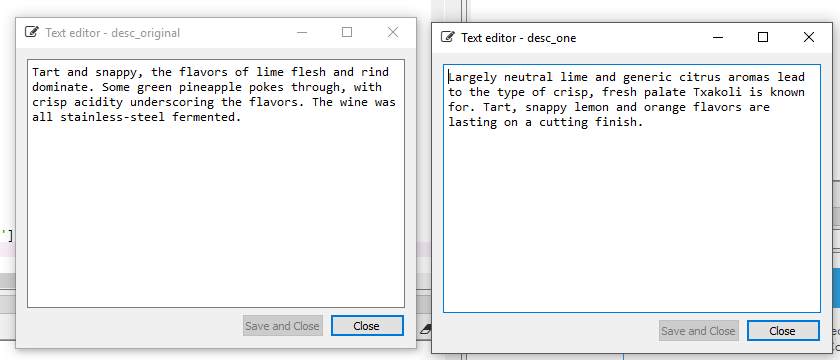 Text editor - desc_original
Tart and snappy, the flavors of lime flesh and rind
dominate. Some green pineapple pokes through, with
crisp acidity underscoring the flavors. The wine was
all stainless-steel fermented.
Save and Close
Close
Text editor - desc_one
Largely neutral lime and generic citrus aromas lead
to the type of crisp, fresh palate Txakoli is known
for. Tart, snappy lemon and orange flavors are
lasting on a cutting finish.
Save and Close
Close
']